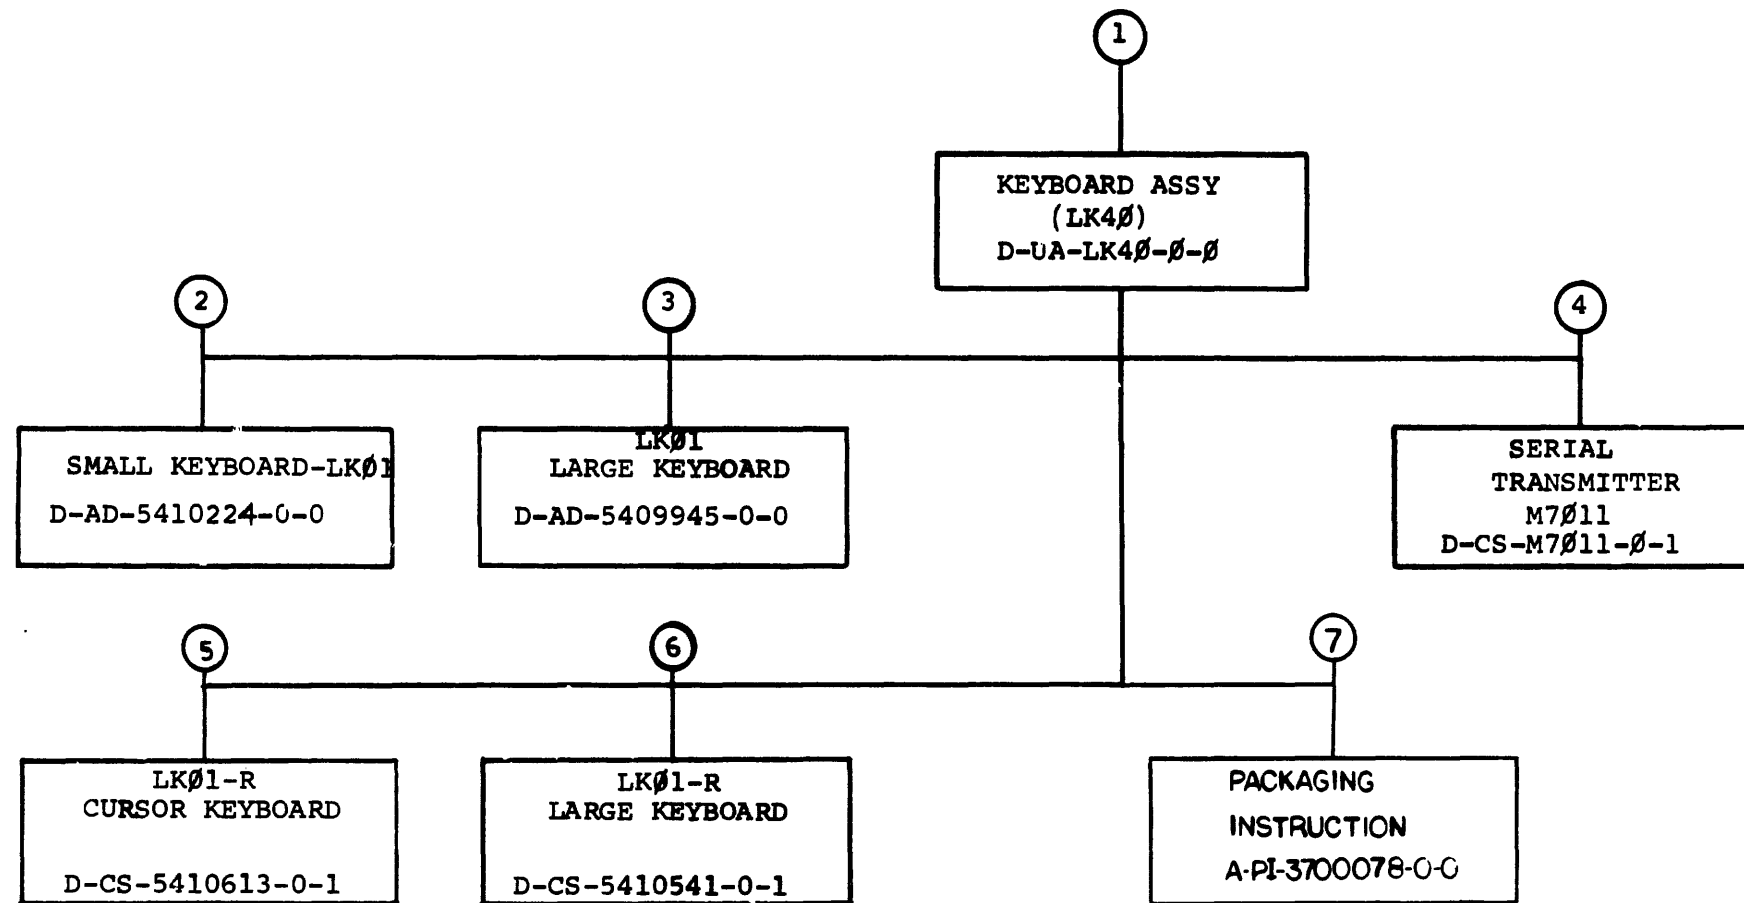 1
KEYBOARD ASSY
(LK4Ø)
D-UA-LK4Ø-Ø-Ø
2
3
4
SMALL KEYBOARD-LKØ1
D-AD-5410224-0-0
LKØ1
LARGE KEYBOARD
D-AD-5409945-0-0
SERIAL
TRANSMITTER
M7Ø11
D-CS-M7Ø11-Ø-1
5
6
7
LKØ1-R
CURSOR KEYBOARD
D-CS-5410613-0-1
LKØ1-R
LARGE KEYBOARD
D-CS-5410541-0-1
PACKAGING
INSTRUCTION
A-PI-3700078-0-0